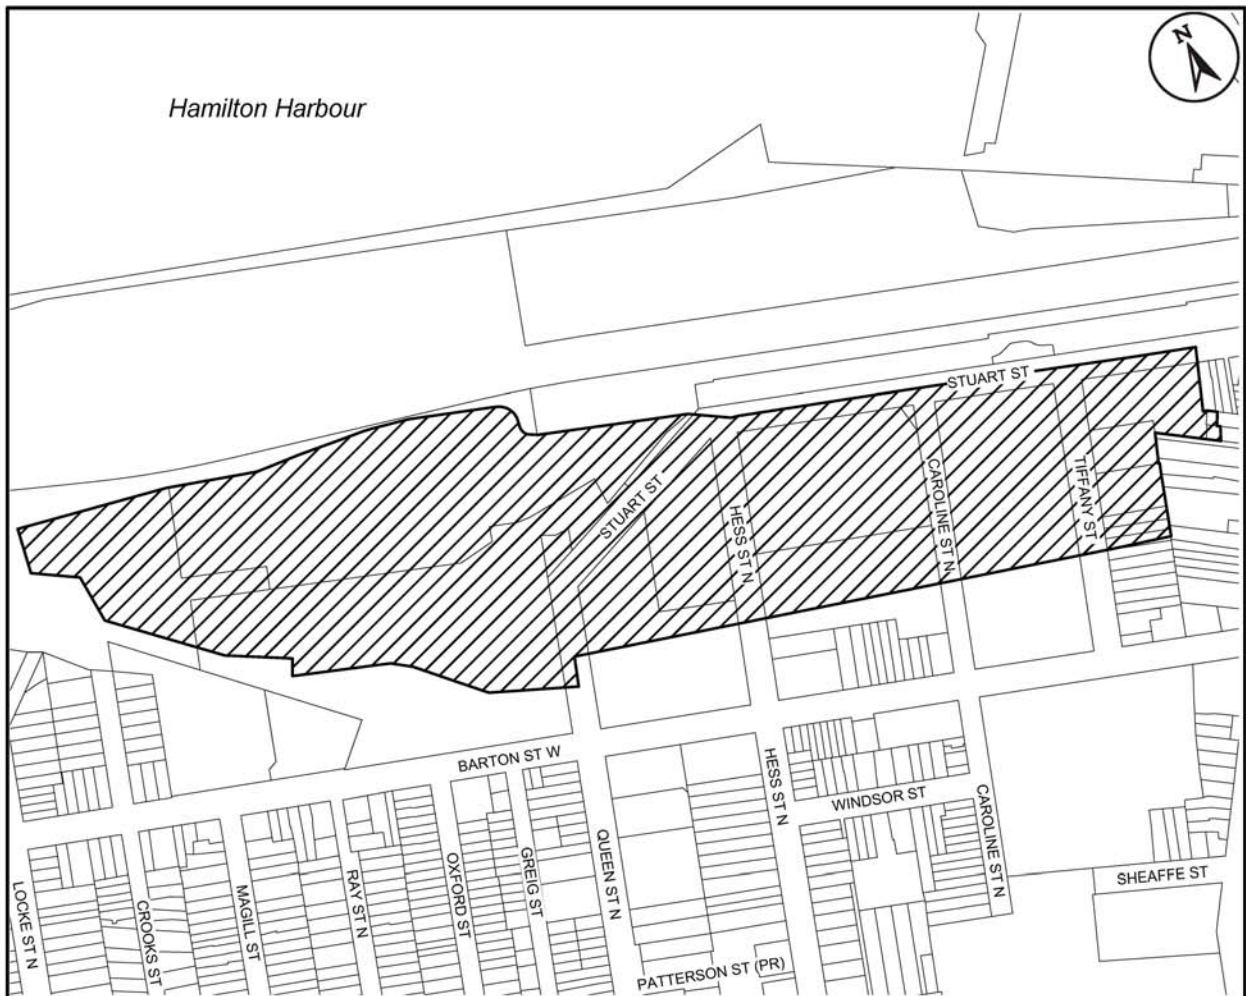 N
Hamilton Harbour
STUART ST
STUART ST
HESS ST N
CAROLINE ST N
TIFFANY ST
BARTON ST W
HESS ST N
WINDSOR ST
CAROLINE ST N
SHEAFFE ST
LOCKE ST N
CROOKS ST
MAGILL ST
RAY ST N
OXFORD ST
GREIG ST
QUEEN ST N
PATTERSON ST (PR)